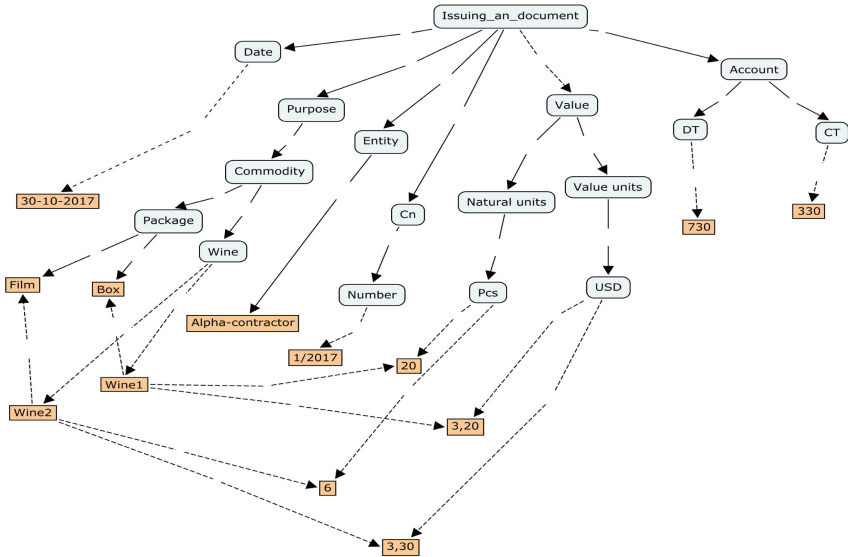 Issuing_an_document
Date
Account
Purpose
Value
DT
CT
Entity
Commodity
Value units
30-10-2017
Natural units
Package
Cn
730
330
Wine
Film
Box
Number
Pcs
USD
Alpha-contractor
1/2017
20
Wine1
Wine2
3,20
6
3,30